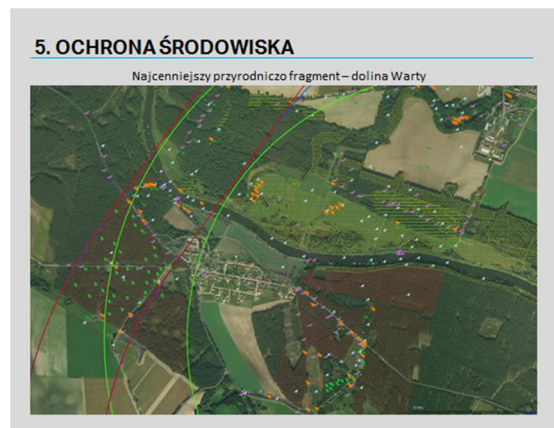 5. OCHRONA ŚRODOWISKA
Najcenniejszy przyrodniczo fragment – dolina Warty